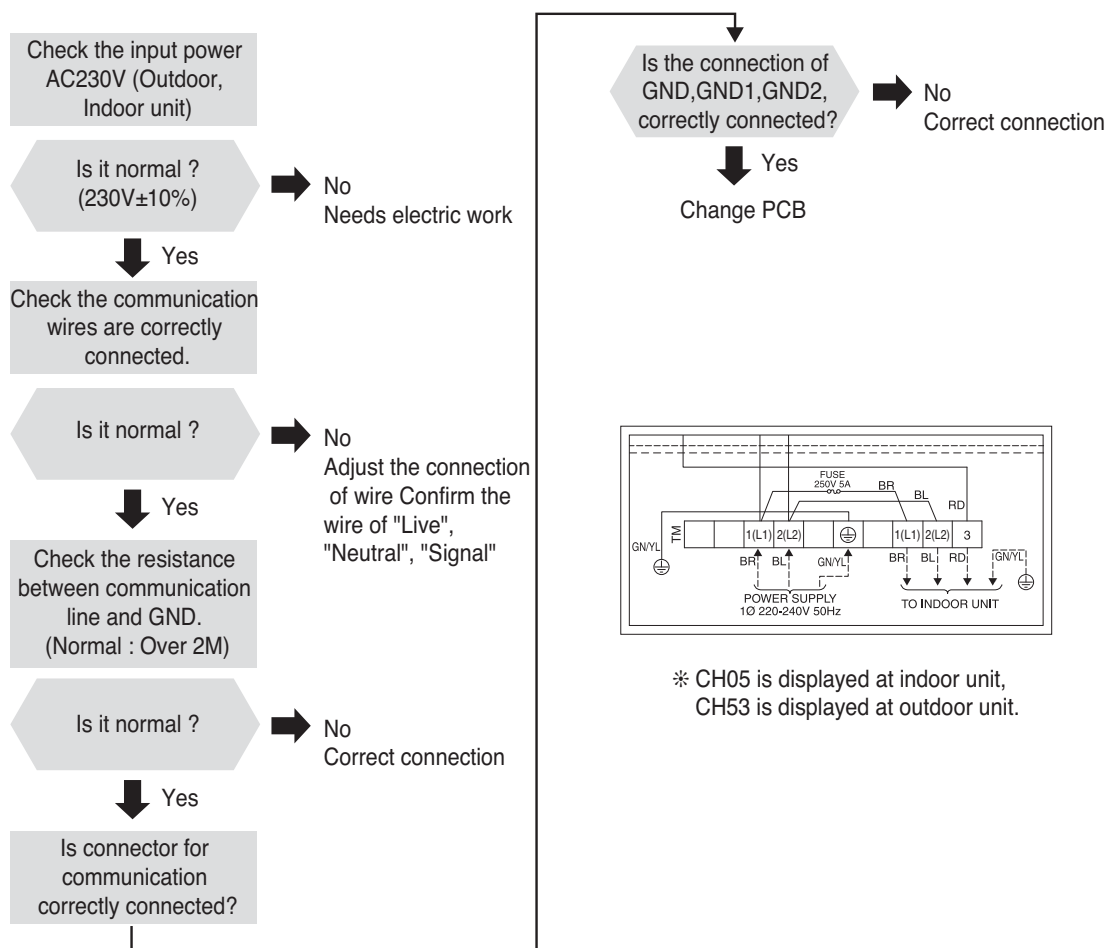 Check the input power
AC230V (Outdoor,
Indoor unit)
Is it normal ?
(230V±10%)
No
Needs electric work
Yes
Check the communication
wires are correctly
connected.
Is it normal ?
No
Adjust the connection
of wire Confirm the
wire of "Live",
"Neutral", "Signal"
Yes
Check the resistance
between communication
line and GND.
(Normal : Over 2M)
Is it normal ?
No
Correct connection
Yes
Is connector for
communication
correctly connected?
Is the connection of
GND,GND1,GND2,
correctly connected?
No
Correct connection
Yes
Change PCB
FUSE
250V 5A
BR
BL
RD
GN/YL
TM
1(L1) 2(L2) 1(L1) 2(L2) 3
BR BL GN/YL BR BL RD GN/YL
POWER SUPPLY
1Ø 220-240V 50Hz
TO INDOOR UNIT
※ CH05 is displayed at indoor unit,
CH53 is displayed at outdoor unit.